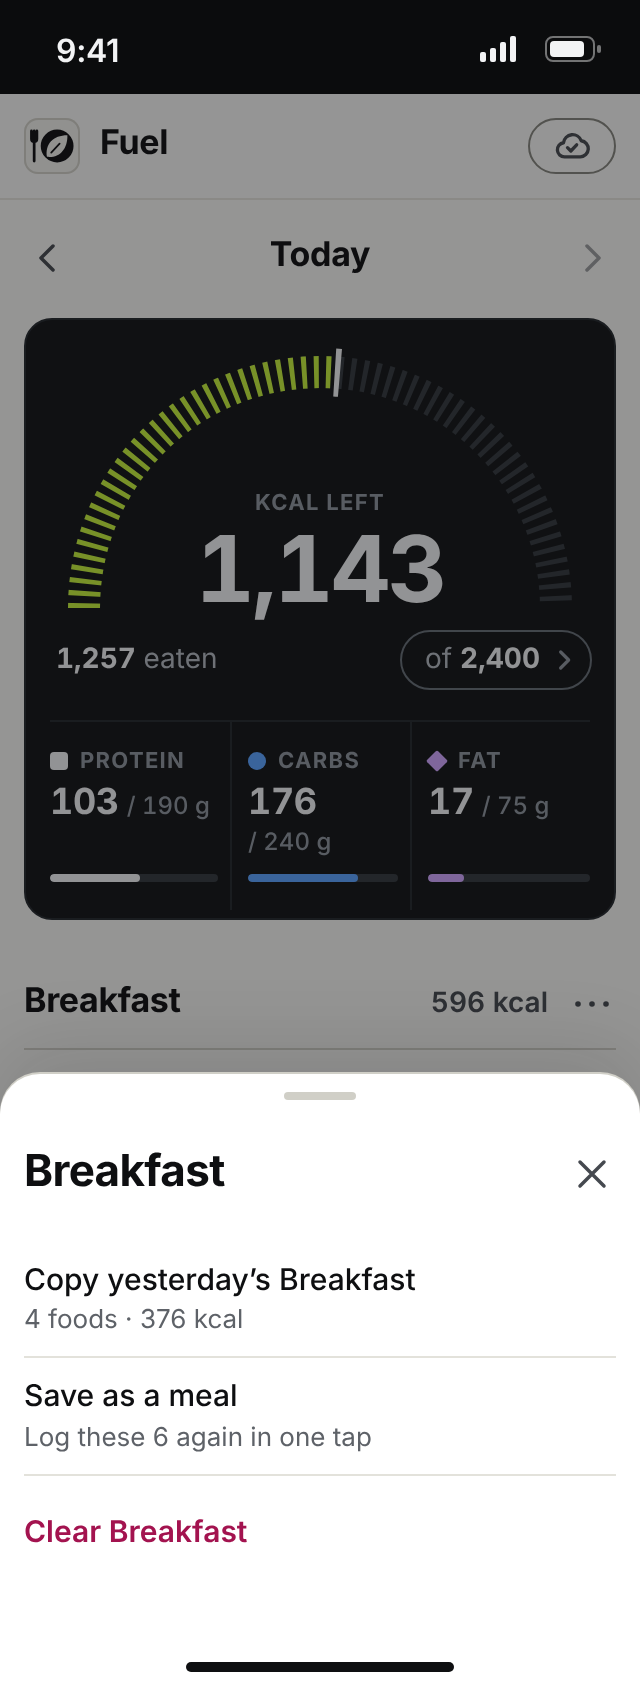 9:41
Fuel
Today
KCAL LEFT
1,143
1,257 eaten
of 2,400
PROTEIN
103 / 190 g
CARBS
176
/ 240 g
FAT
17 / 75 g
Breakfast
596 kcal
Breakfast
Copy yesterday’s Breakfast
4 foods · 376 kcal
Save as a meal
Log these 6 again in one tap
Clear Breakfast